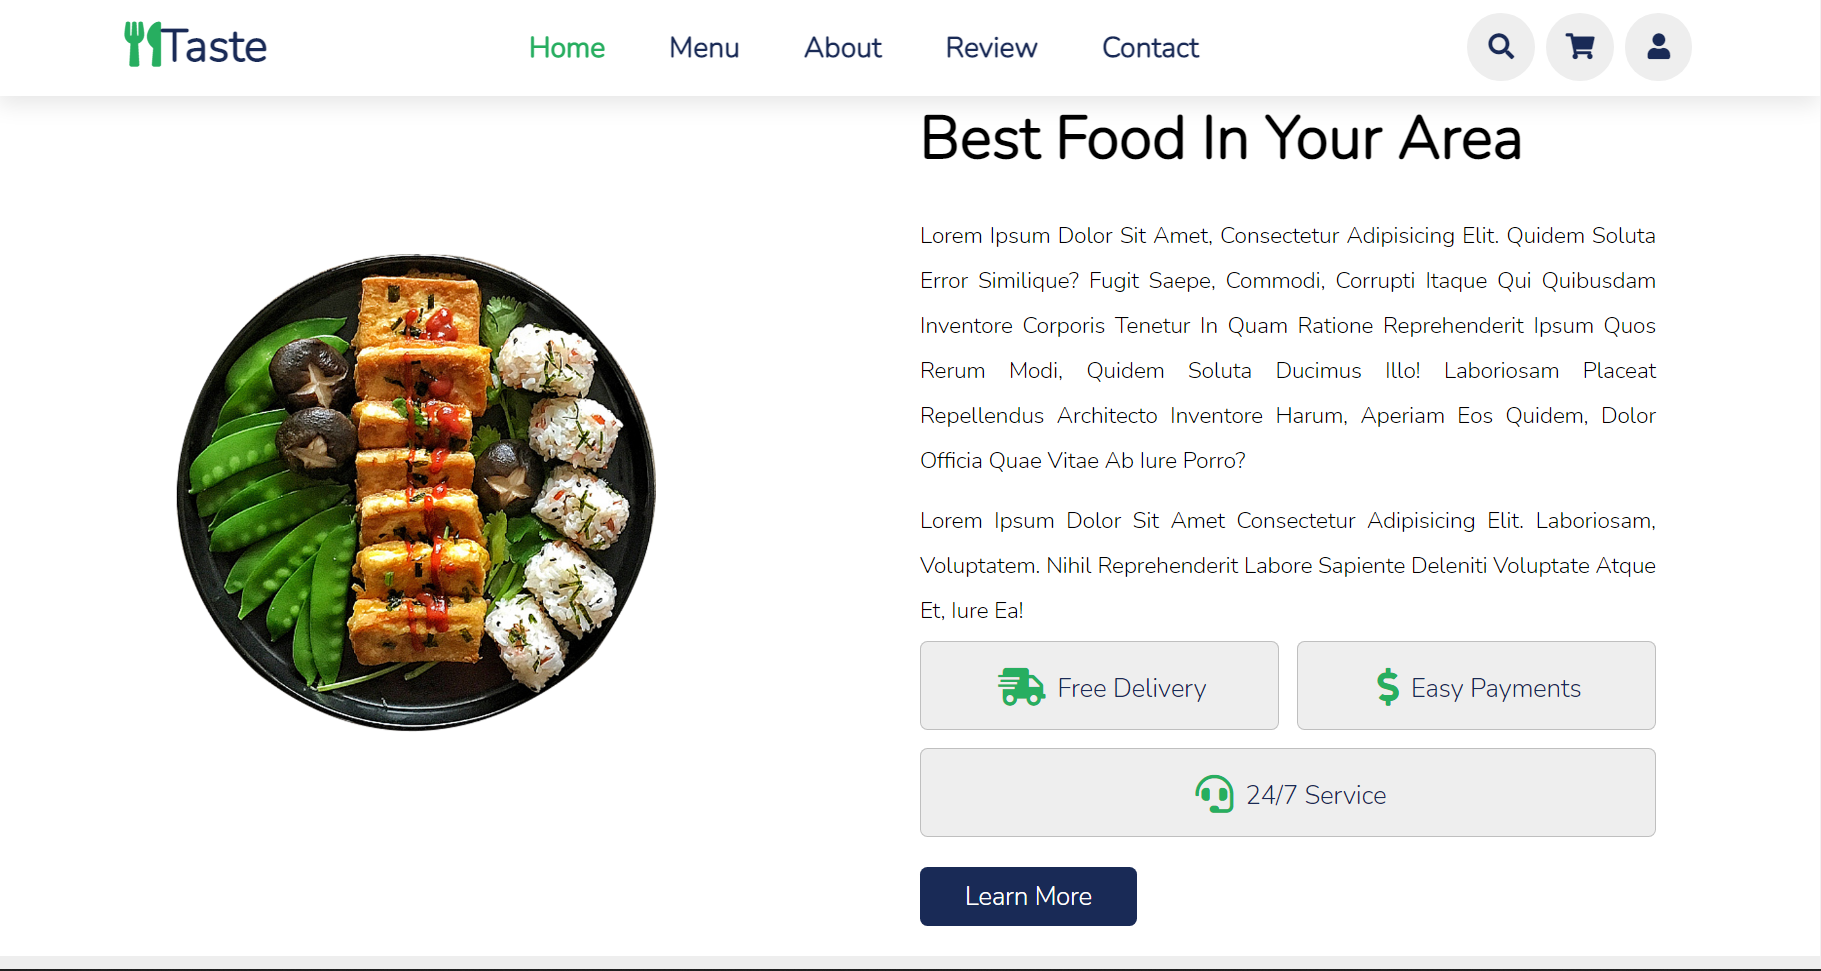 Taste
Home Menu About Review Contact
Best Food In Your Area
Lorem Ipsum Dolor Sit Amet, Consectetur Adipisicing Elit. Quidem Soluta
Error Similique? Fugit Saepe, Commodi, Corrupti Itaque Qui Quibusdam
Inventore Corporis Tenetur In Quam Ratione Reprehenderit Ipsum Quos
Rerum Modi, Quidem Soluta Ducimus Illo! Laboriosam Placeat
Repellendus Architecto Inventore Harum, Aperiam Eos Quidem, Dolor
Officia Quae Vitae Ab Iure Porro?
Lorem Ipsum Dolor Sit Amet Consectetur Adipisicing Elit. Laboriosam,
Voluptatem. Nihil Reprehenderit Labore Sapiente Deleniti Voluptate Atque
Et, Iure Ea!
Free Delivery
Easy Payments
24/7 Service
Learn More